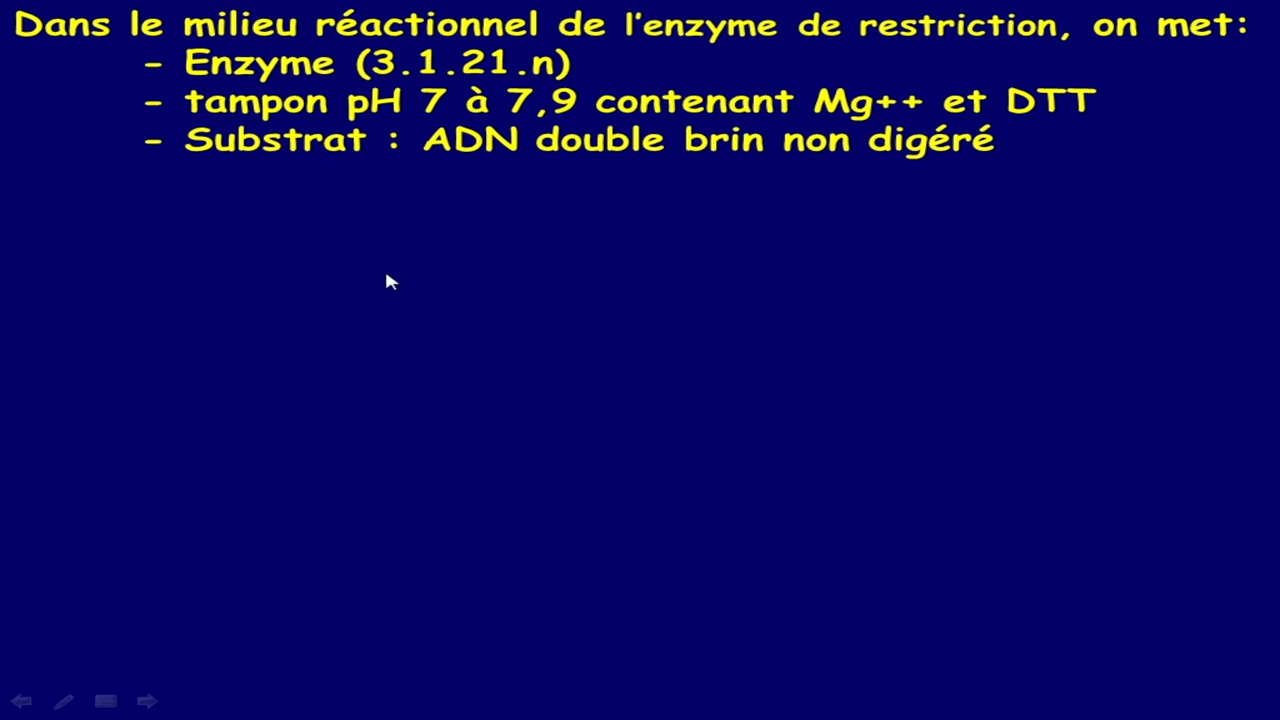 Dans le milieu réactionnel de l'enzyme de restriction, on met:
- Enzyme (3.1.21.n)
- tampon pH 7 à 7,9 contenant Mg++ et DTT
- Substrat : ADN double brin non digéré